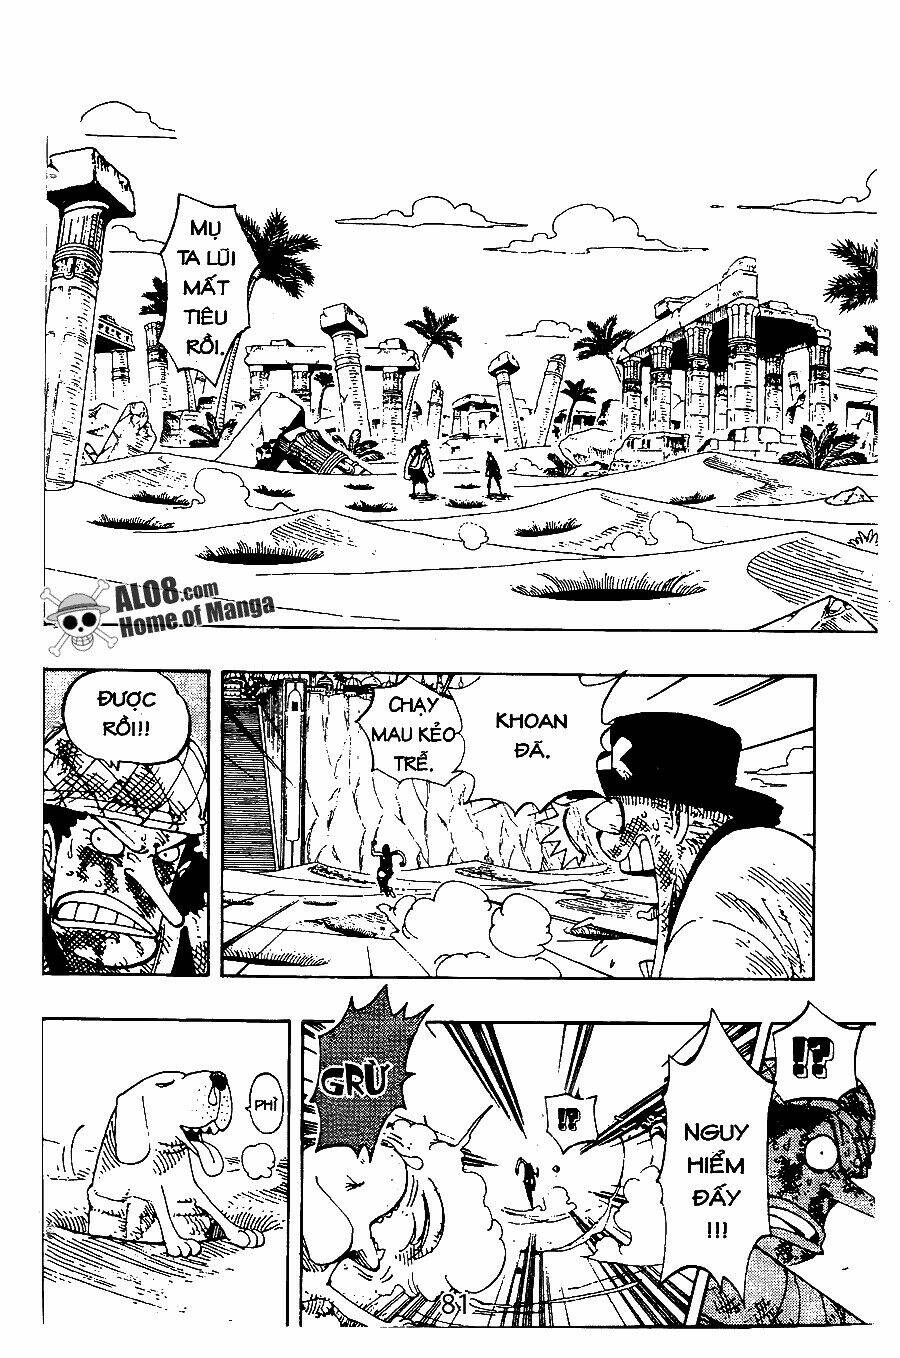 MỤ
TA LŨI
MẤT
TIÊU
RỒI.
AL08.com
Home of Manga
ĐƯỢC
RỒI!!!
CHẠY
MAU KẺO
TRỄ.
KHOAN
ĐÃ.
PHÌ
GRỪ
!?
NGUY
HIỂM
ĐẤY
!!!
!?
81